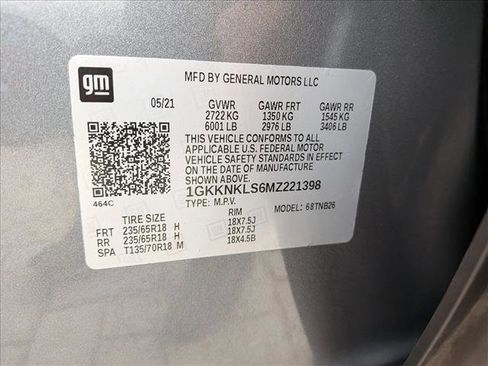 gm
MFD BY GENERAL MOTORS LLC
05/21 GVWR GAWR FRT GAWR RR
2722 KG 1350 KG 1545 KG
6001 LB 2976 LB 3406 LB
THIS VEHICLE CONFORMS TO ALL
APPLICABLE U.S. FEDERAL MOTOR
VEHICLE SAFETY STANDARDS IN EFFECT
ON THE DATE OF MANUFACTURE
SHOWN ABOVE.
1GKKNKLS6MZ221398
464C
TYPE: M.P.V. MODEL: 68TNB26
TIRE SIZE RIM
FRT 235/65R18 H 18X7.5J
RR 235/65R18 H 18X7.5J
SPA T135/70R18 M 18X4.5B